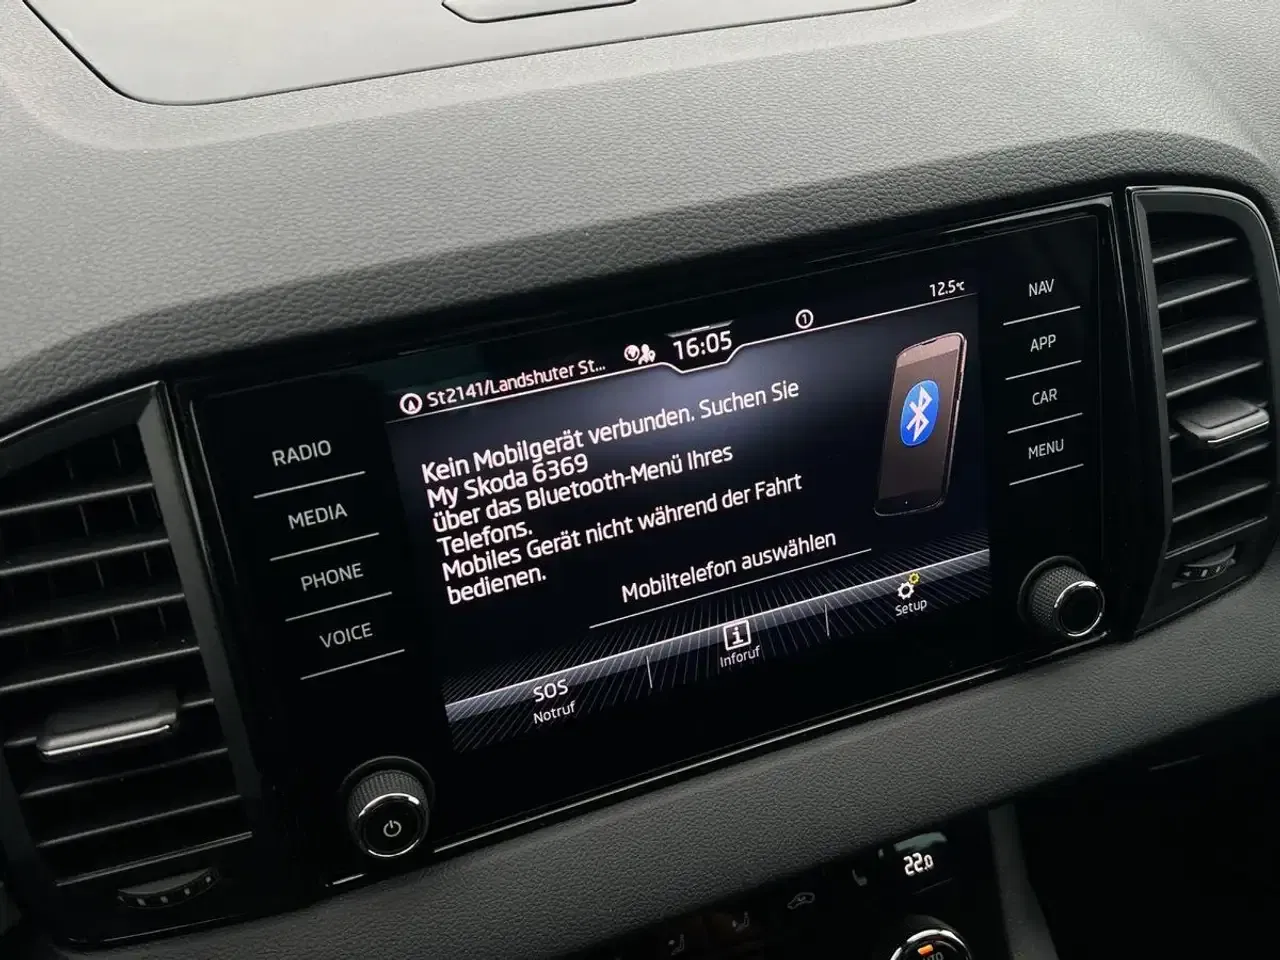 12.5°C
St2141/Landshuter St...
16:05
1
Kein Mobilgerät verbunden. Suchen Sie
My Skoda 6369
über das Bluetooth-Menü Ihres
Telefons.
Mobiles Gerät nicht während der Fahrt
bedienen.
Mobiltelefon auswählen
SOS
Notruf
i
Inforuf
Setup
RADIO
MEDIA
PHONE
VOICE
NAV
APP
CAR
MENU
22.0